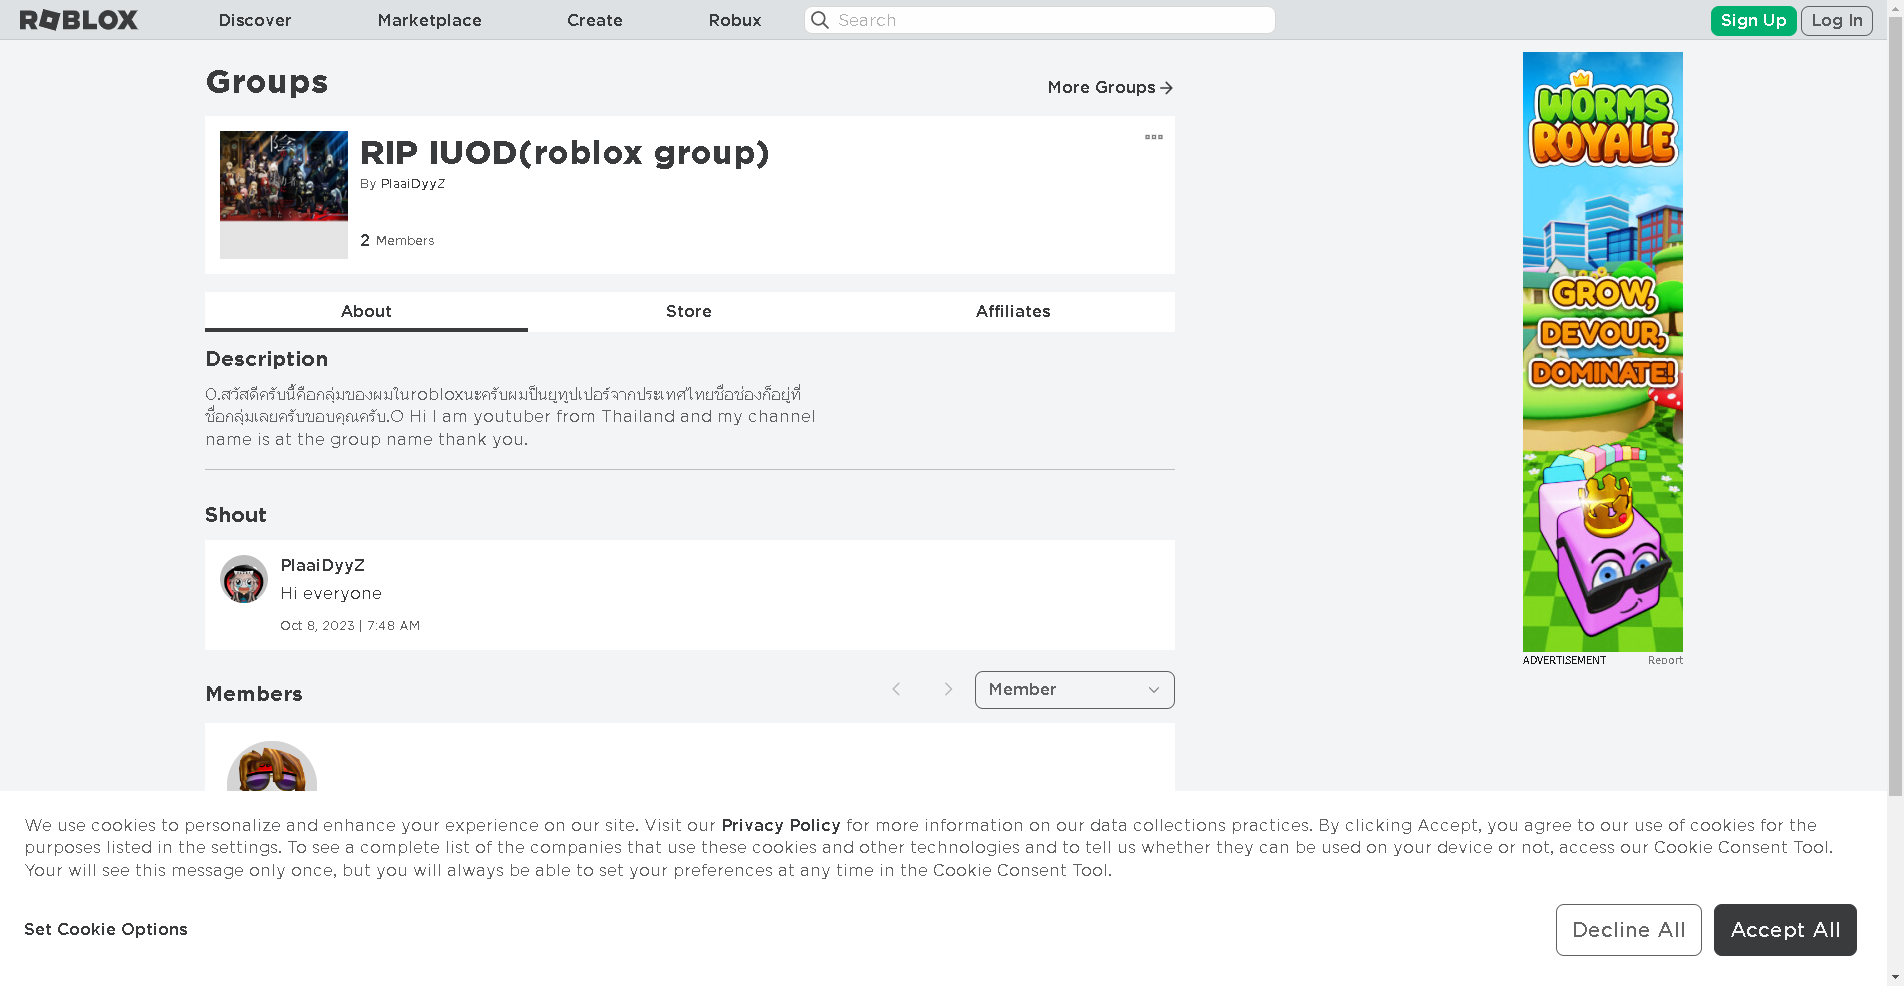 ROBLOX
Discover
Marketplace
Create
Robux
Search
Sign Up
Log In
Groups
More Groups
RIP IUOD(roblox group)
By PlaaiDyyZ
2 Members
About
Store
Affiliates
Description
O.สวัสดีครับนี้คือกลุ่มของผมในrobloxนะครับผมป็นยูทูปเปอร์จากประเทศไทยชื่อช่องก็อยู่ที่
ชื่อกลุ่มเลยครับขอบคุณครับ.O Hi I am youtuber from Thailand and my channel
name is at the group name thank you.
Shout
PlaaiDyyZ
Hi everyone
Oct 8, 2023 | 7:48 AM
Members
Member
WORMS
ROYALE
GROW,
DEVOUR,
DOMINATE!
ADVERTISEMENT
Report
We use cookies to personalize and enhance your experience on our site. Visit our Privacy Policy for more information on our data collections practices. By clicking Accept, you agree to our use of cookies for the
purposes listed in the settings. To see a complete list of the companies that use these cookies and other technologies and to tell us whether they can be used on your device or not, access our Cookie Consent Tool.
Your will see this message only once, but you will always be able to set your preferences at any time in the Cookie Consent Tool.
Set Cookie Options
Decline All
Accept All